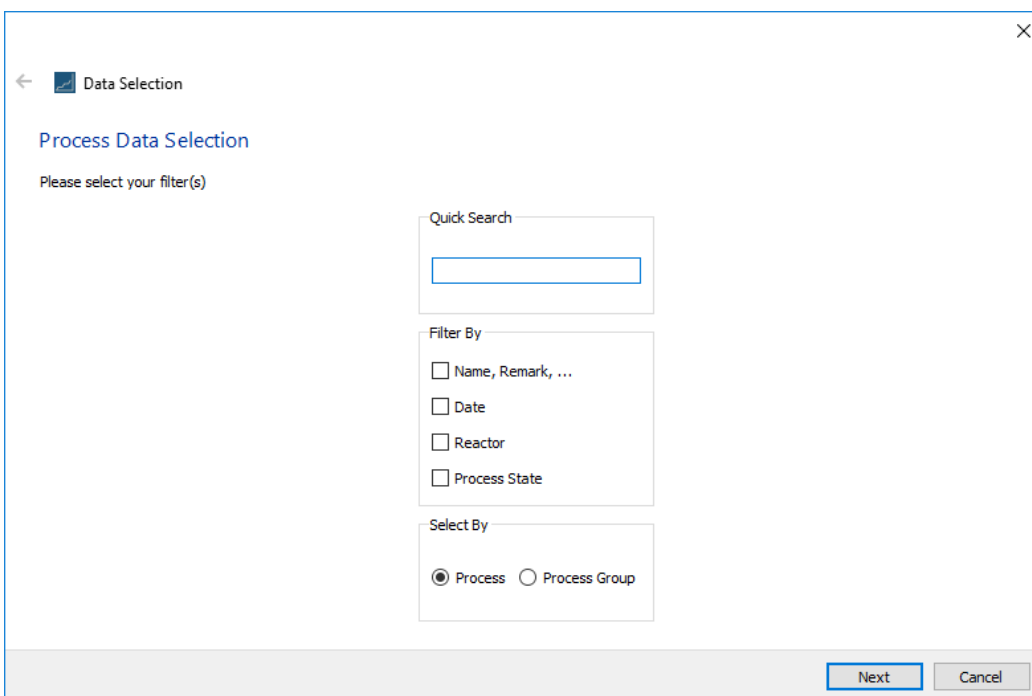 Data Selection
Process Data Selection
Please select your filter(s)
Quick Search
Filter By
Name, Remark, ...
Date
Reactor
Process State
Select By
Process Process Group
Next Cancel